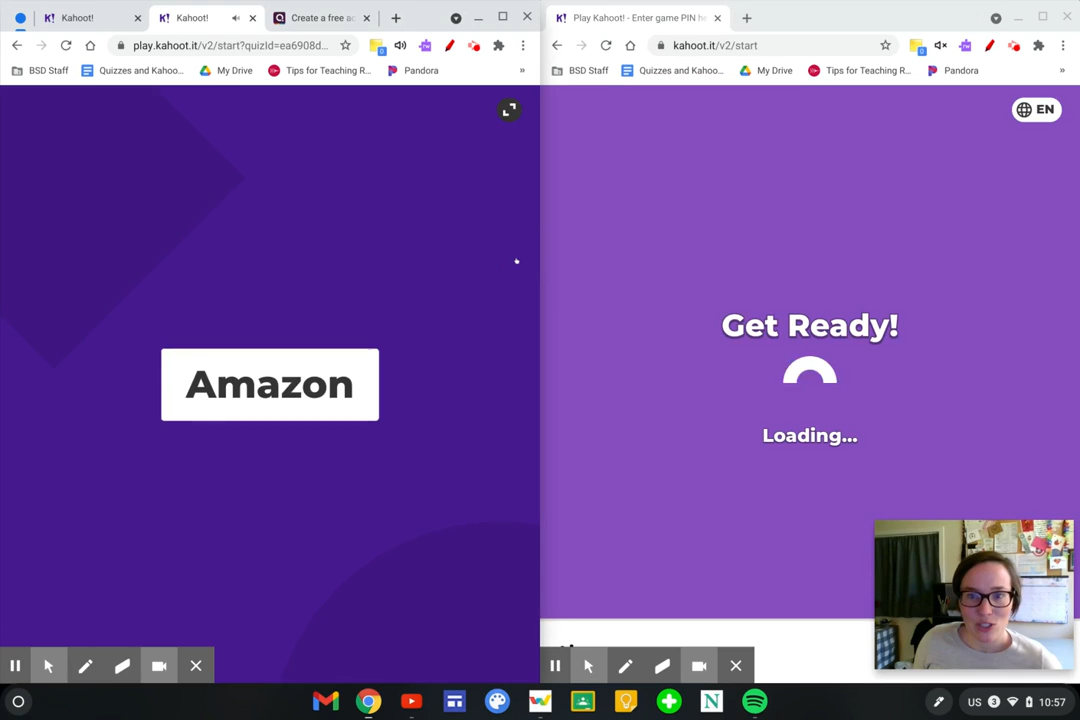 K! Kahoot!
K! Kahoot!
Create a free ac
play.kahoot.it/v2/start?quizId=ea6908d...
BSD Staff
Quizzes and Kahoo...
My Drive
Tips for Teaching R...
Pandora
»
Amazon
K! Play Kahoot! - Enter game PIN he
kahoot.it/v2/start
BSD Staff
Quizzes and Kahoo...
My Drive
Tips for Teaching R...
Pandora
»
EN
Get Ready!
Loading...
US 3 10:57